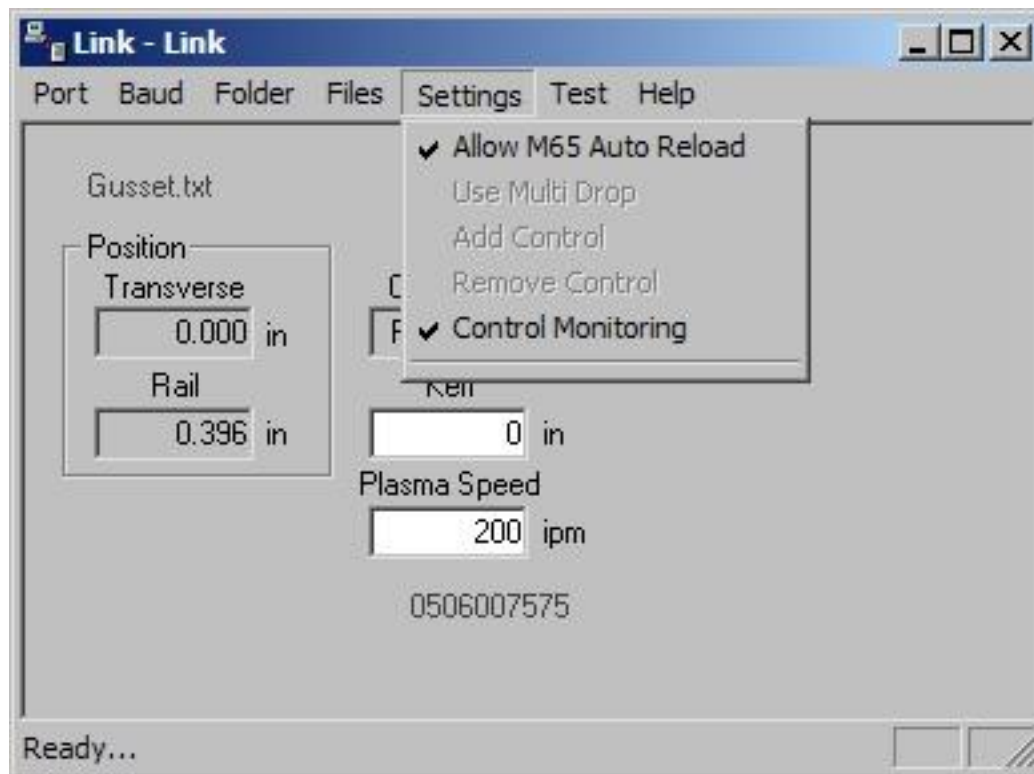 Link - Link
Port Baud Folder Files Settings Test Help
Allow M65 Auto Reload
Use Multi Drop
Add Control
Remove Control
Control Monitoring
Gusset.txt
Position
Transverse
0.000 in
Rail
0.396 in
Kerf
0 in
Plasma Speed
200 ipm
0506007575
Ready...